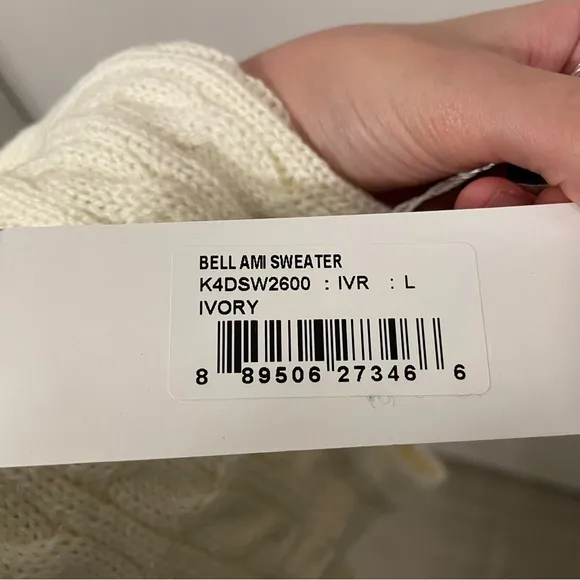 BELL AMI SWEATER
K4DSW2600 : IVR : L
IVORY
8 89506 27346 6